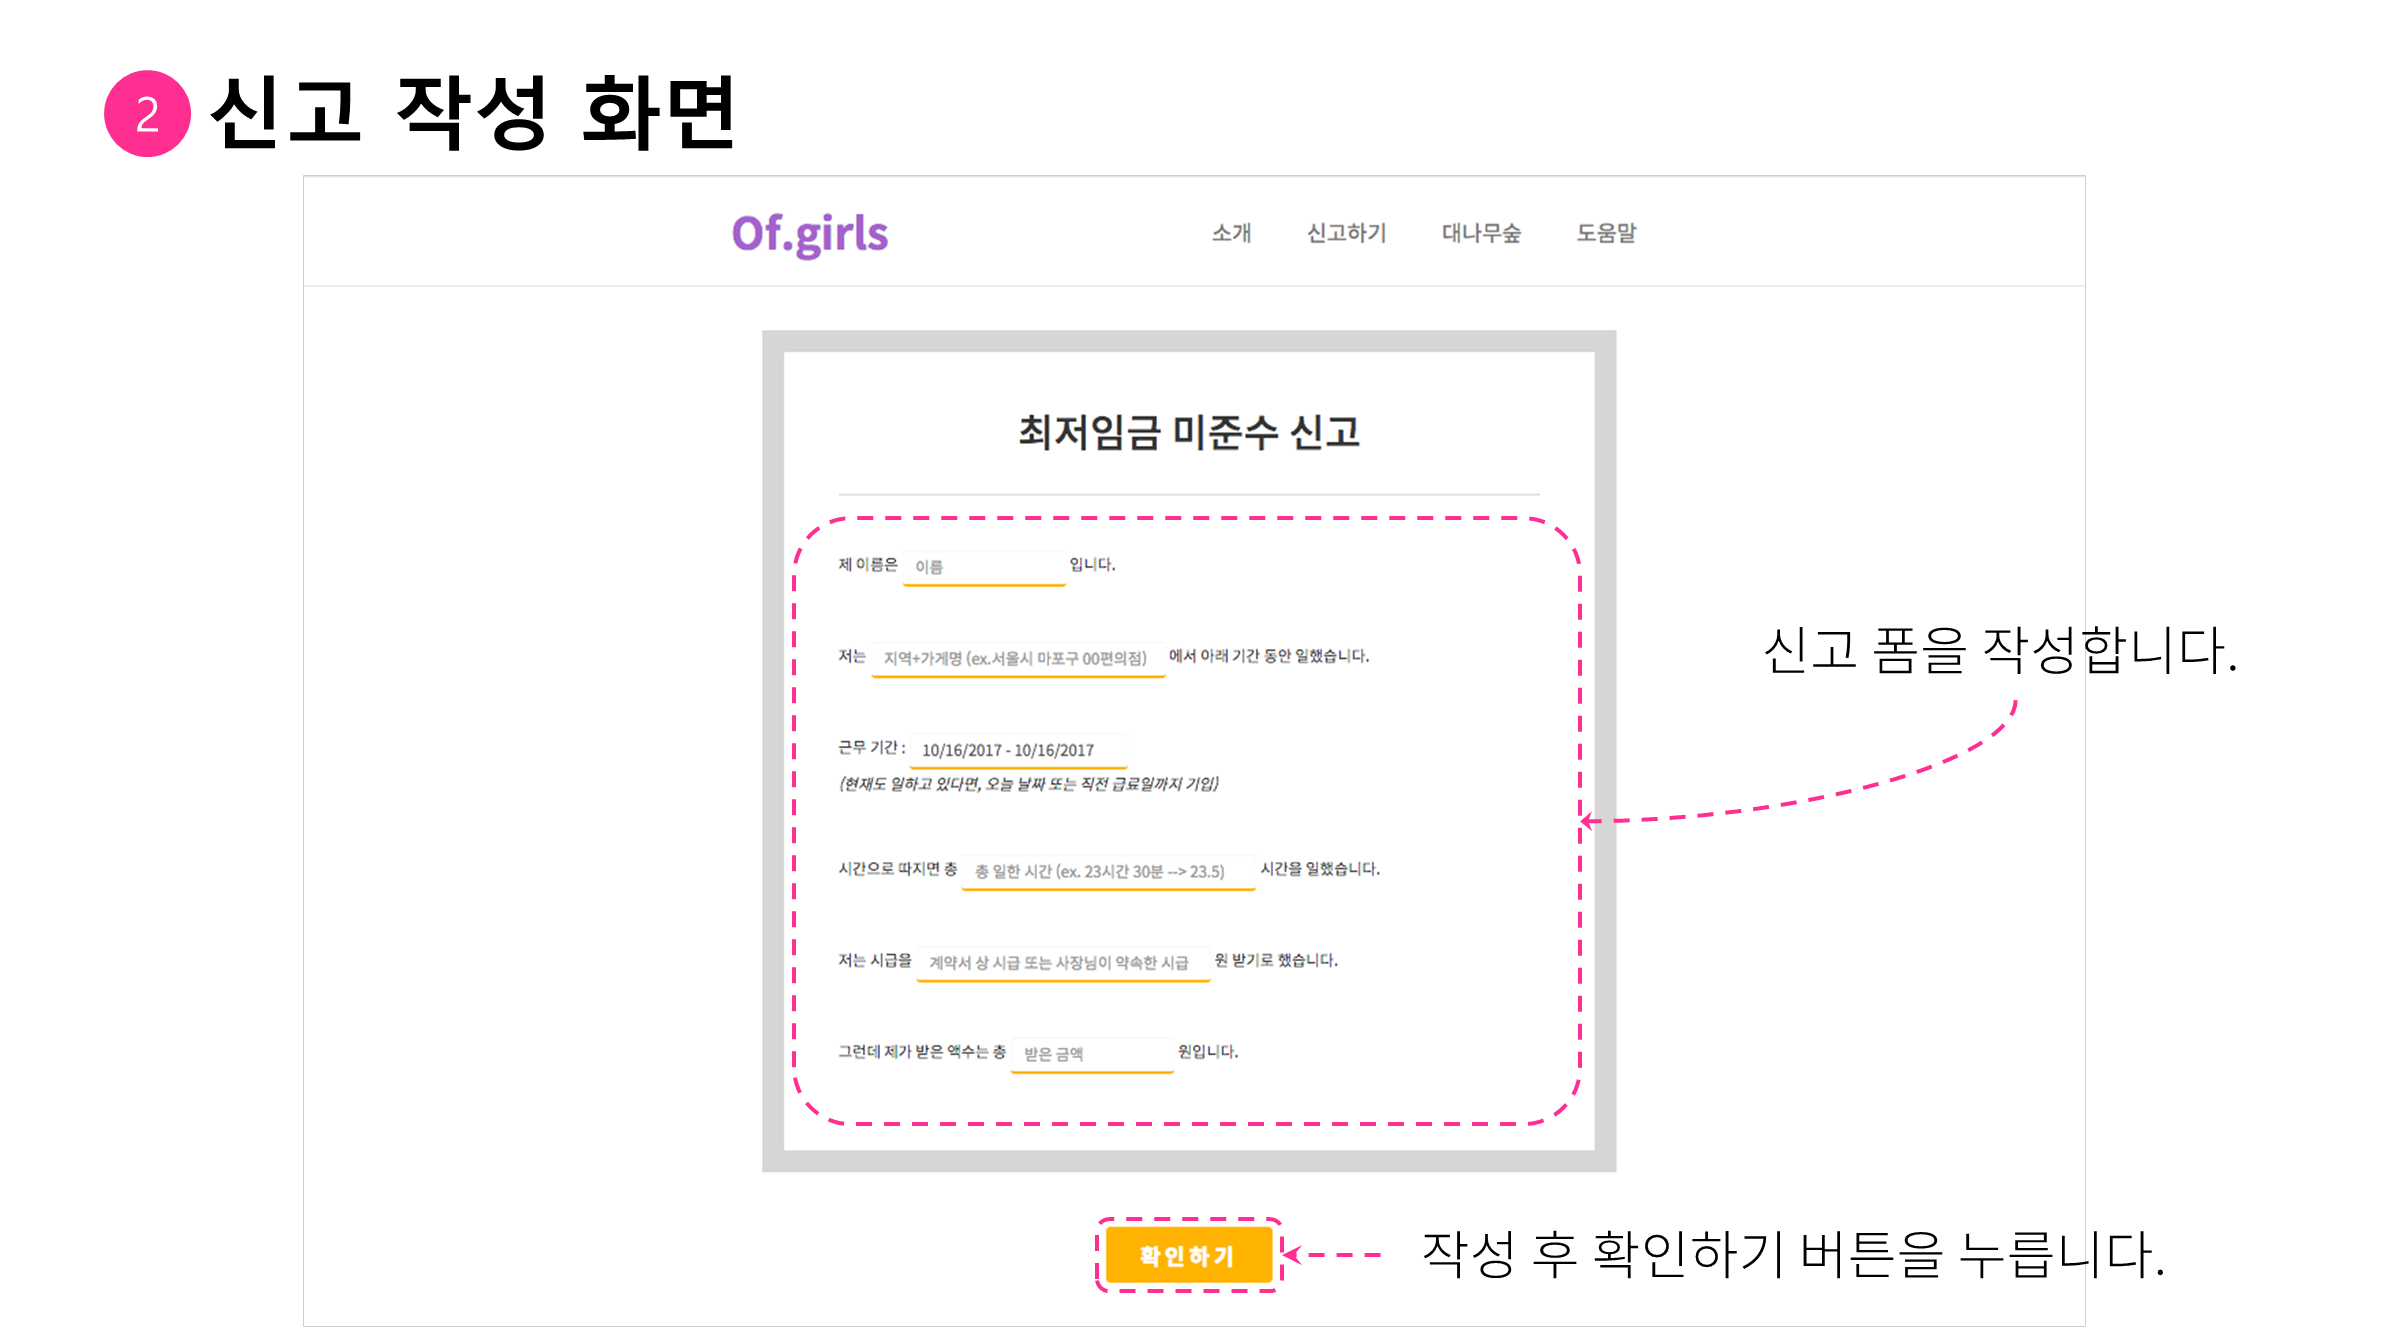 2 신고 작성 화면
Of.girls 소개 신고하기 대나무숲 도움말
최저임금 미준수 신고
제 이름은 이름 입니다.
저는 지역+가게명 (ex.서울시 마포구 00편의점) 에서 아래 기간 동안 일했습니다.
신고 폼을 작성합니다.
근무 기간 : 10/16/2017 - 10/16/2017
(현재도 일하고 있다면, 오늘 날짜 또는 직전 급료일까지 기입)
시간으로 따지면 총 총 일한 시간 (ex. 23시간 30분 --> 23.5) 시간을 일했습니다.
저는 시급을 계약서 상 시급 또는 사장님이 약속한 시급 원 받기로 했습니다.
그런데 제가 받은 액수는 총 받은 금액 원입니다.
확인하기 작성 후 확인하기 버튼을 누릅니다.